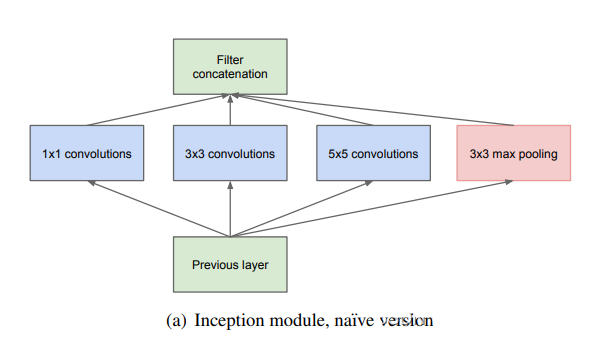 Filter
concatenation
1x1 convolutions
3x3 convolutions
5x5 convolutions
3x3 max pooling
Previous layer
(a) Inception module, naïve version